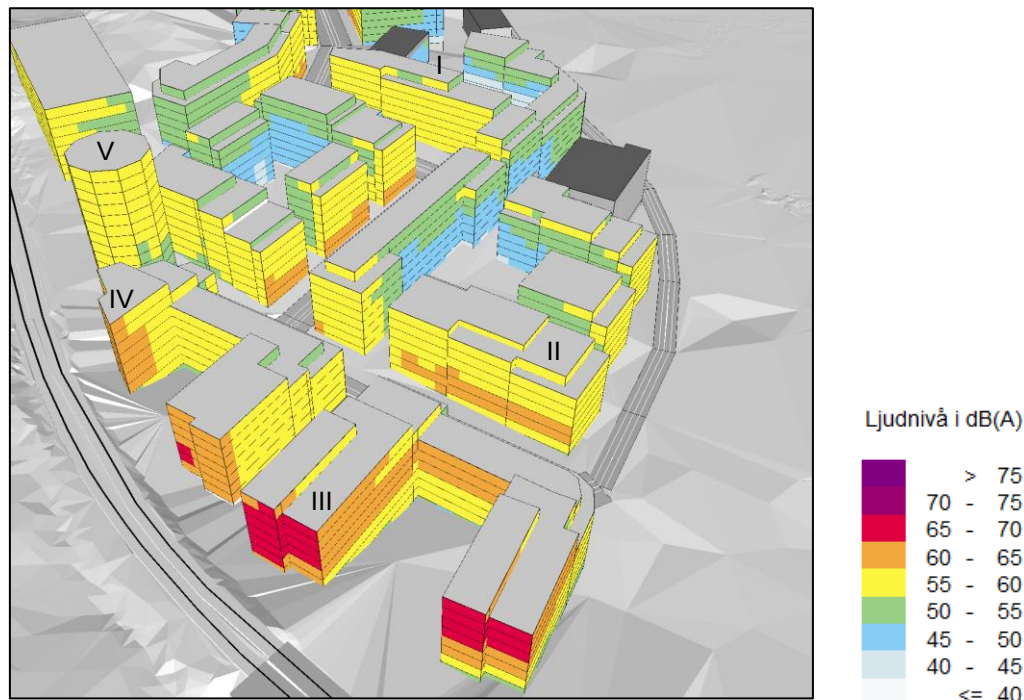 I
V
IV
II
III
Ljudnivå i dB(A)
> 75
70 - 75
65 - 70
60 - 65
55 - 60
50 - 55
45 - 50
40 - 45
<= 40